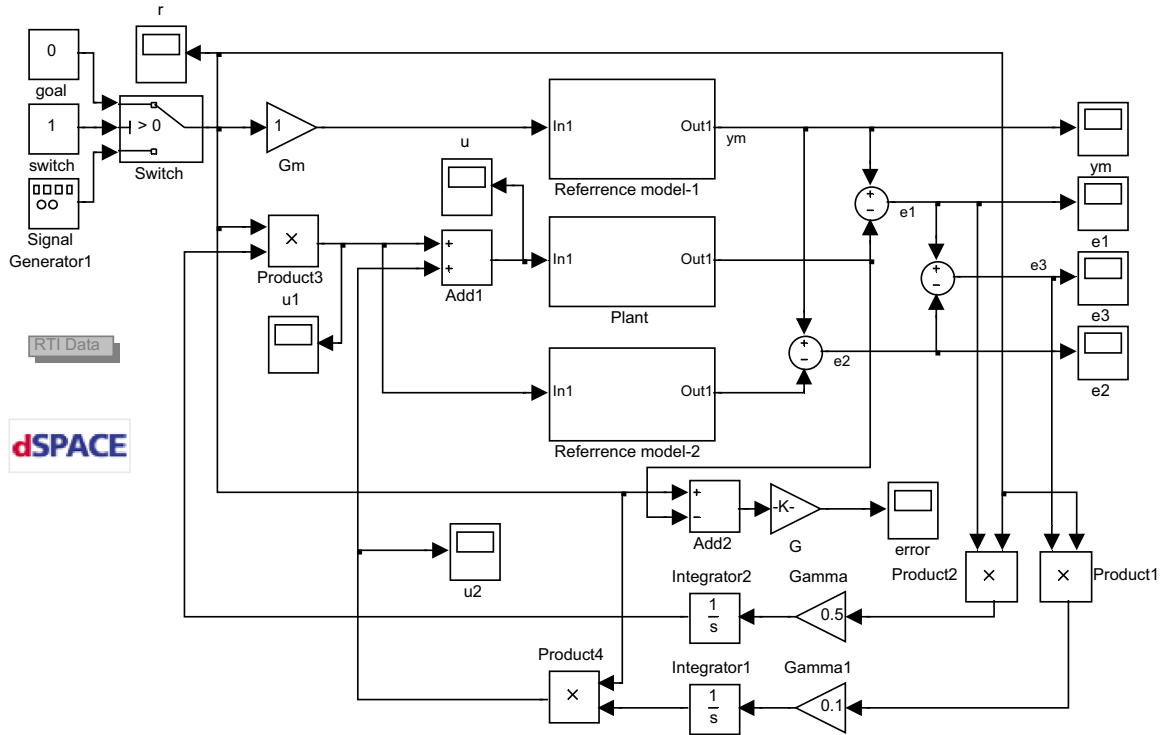 r
0
goal
1
switch
Signal
Generator1
> 0
Switch
1
Gm
In1
Out1
Referrence model-1
ym
ym
u
+
−
e1
e1
×
Product3
u1
+
+
Add1
In1
Out1
Plant
+
−
e3
e3
RTI Data
+
−
e2
e2
In1
Out1
Referrence model-2
dSPACE
+
−
Add2
-K-
G
error
u2
Product2
×
×
Product1
Integrator2
1
s
Gamma
0.5
Product4
×
Integrator1
1
s
Gamma1
0.1